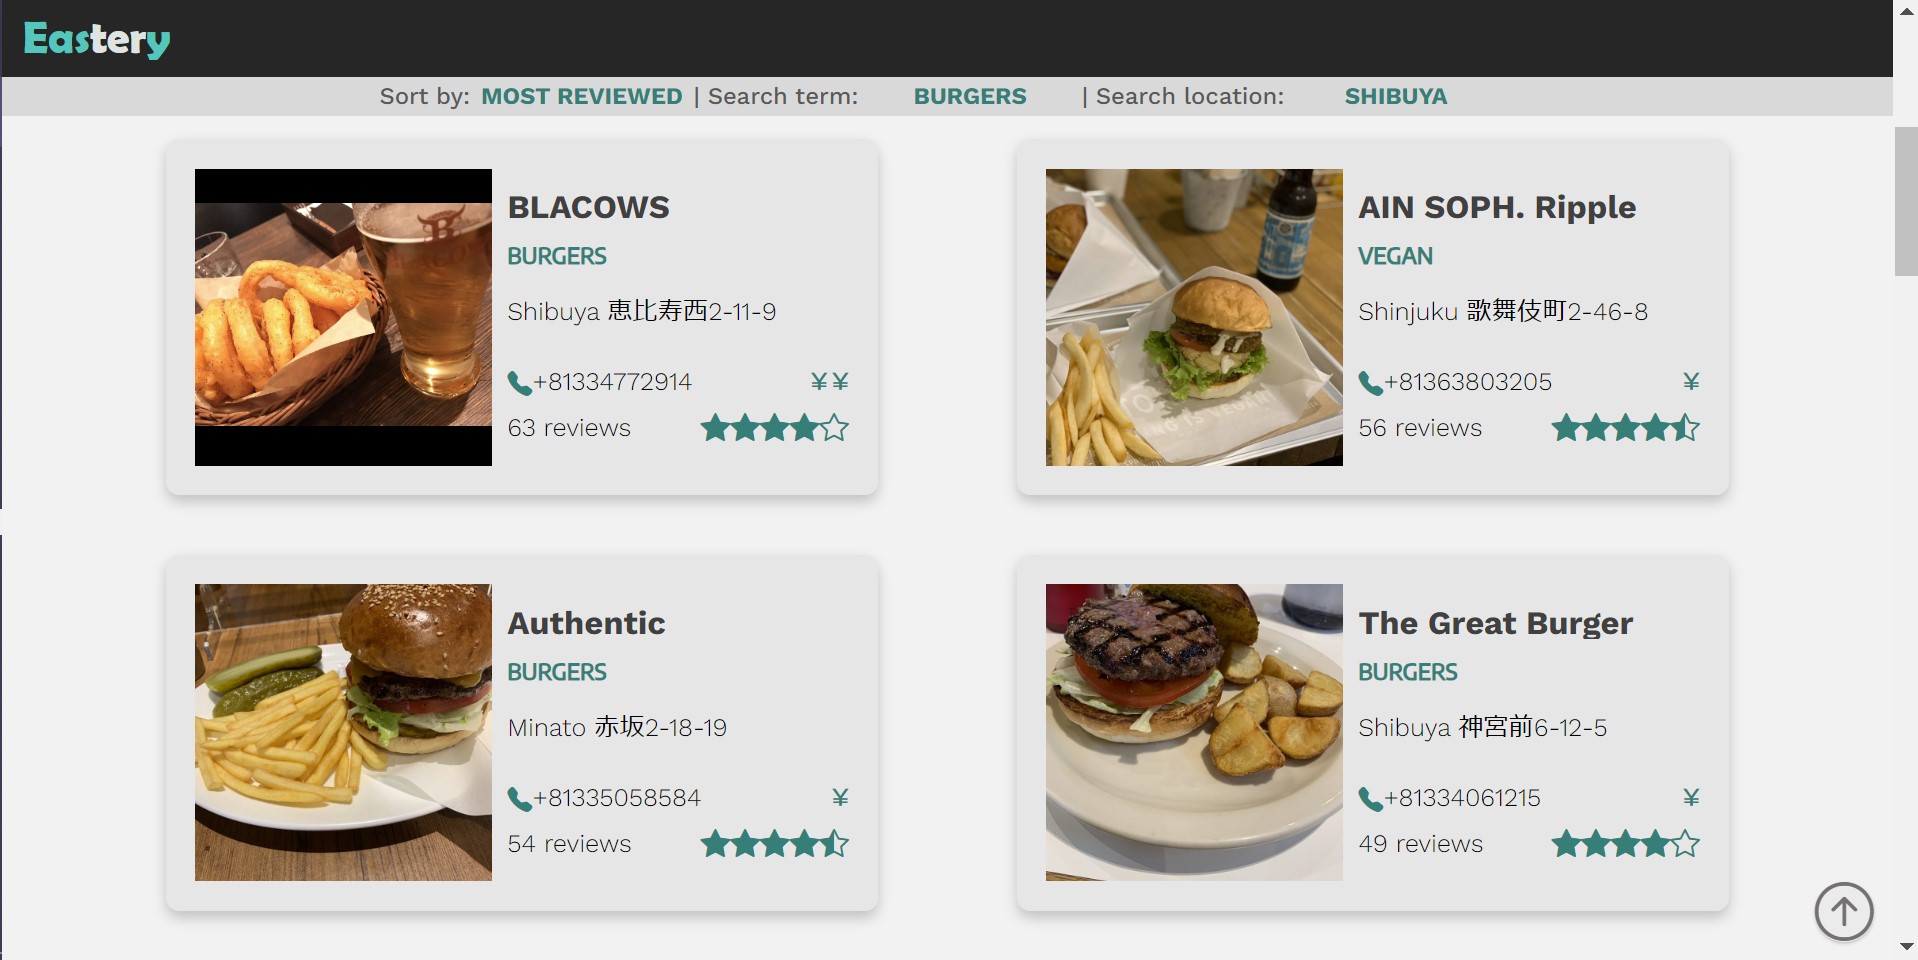 Eastery
Sort by: MOST REVIEWED | Search term: BURGERS | Search location: SHIBUYA
BLACOWS
BURGERS
Shibuya 恵比寿西2-11-9
+81334772914 ¥¥
63 reviews
AIN SOPH. Ripple
VEGAN
Shinjuku 歌舞伎町2-46-8
+81363803205 ¥
56 reviews
Authentic
BURGERS
Minato 赤坂2-18-19
+81335058584 ¥
54 reviews
The Great Burger
BURGERS
Shibuya 神宮前6-12-5
+81334061215 ¥
49 reviews